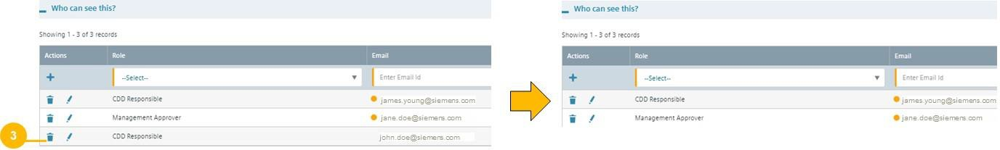 Who can see this?
Showing 1 - 3 of 3 records
Actions Role Email
--Select-- Enter Email Id
CDD Responsible james.young@siemens.com
Management Approver jane.doe@siemens.com
3 CDD Responsible john.doe@siemens.com
Who can see this?
Showing 1 - 3 of 3 records
Actions Role Email
--Select-- Enter Email Id
CDD Responsible james.young@siemens.com
Management Approver jane.doe@siemens.com